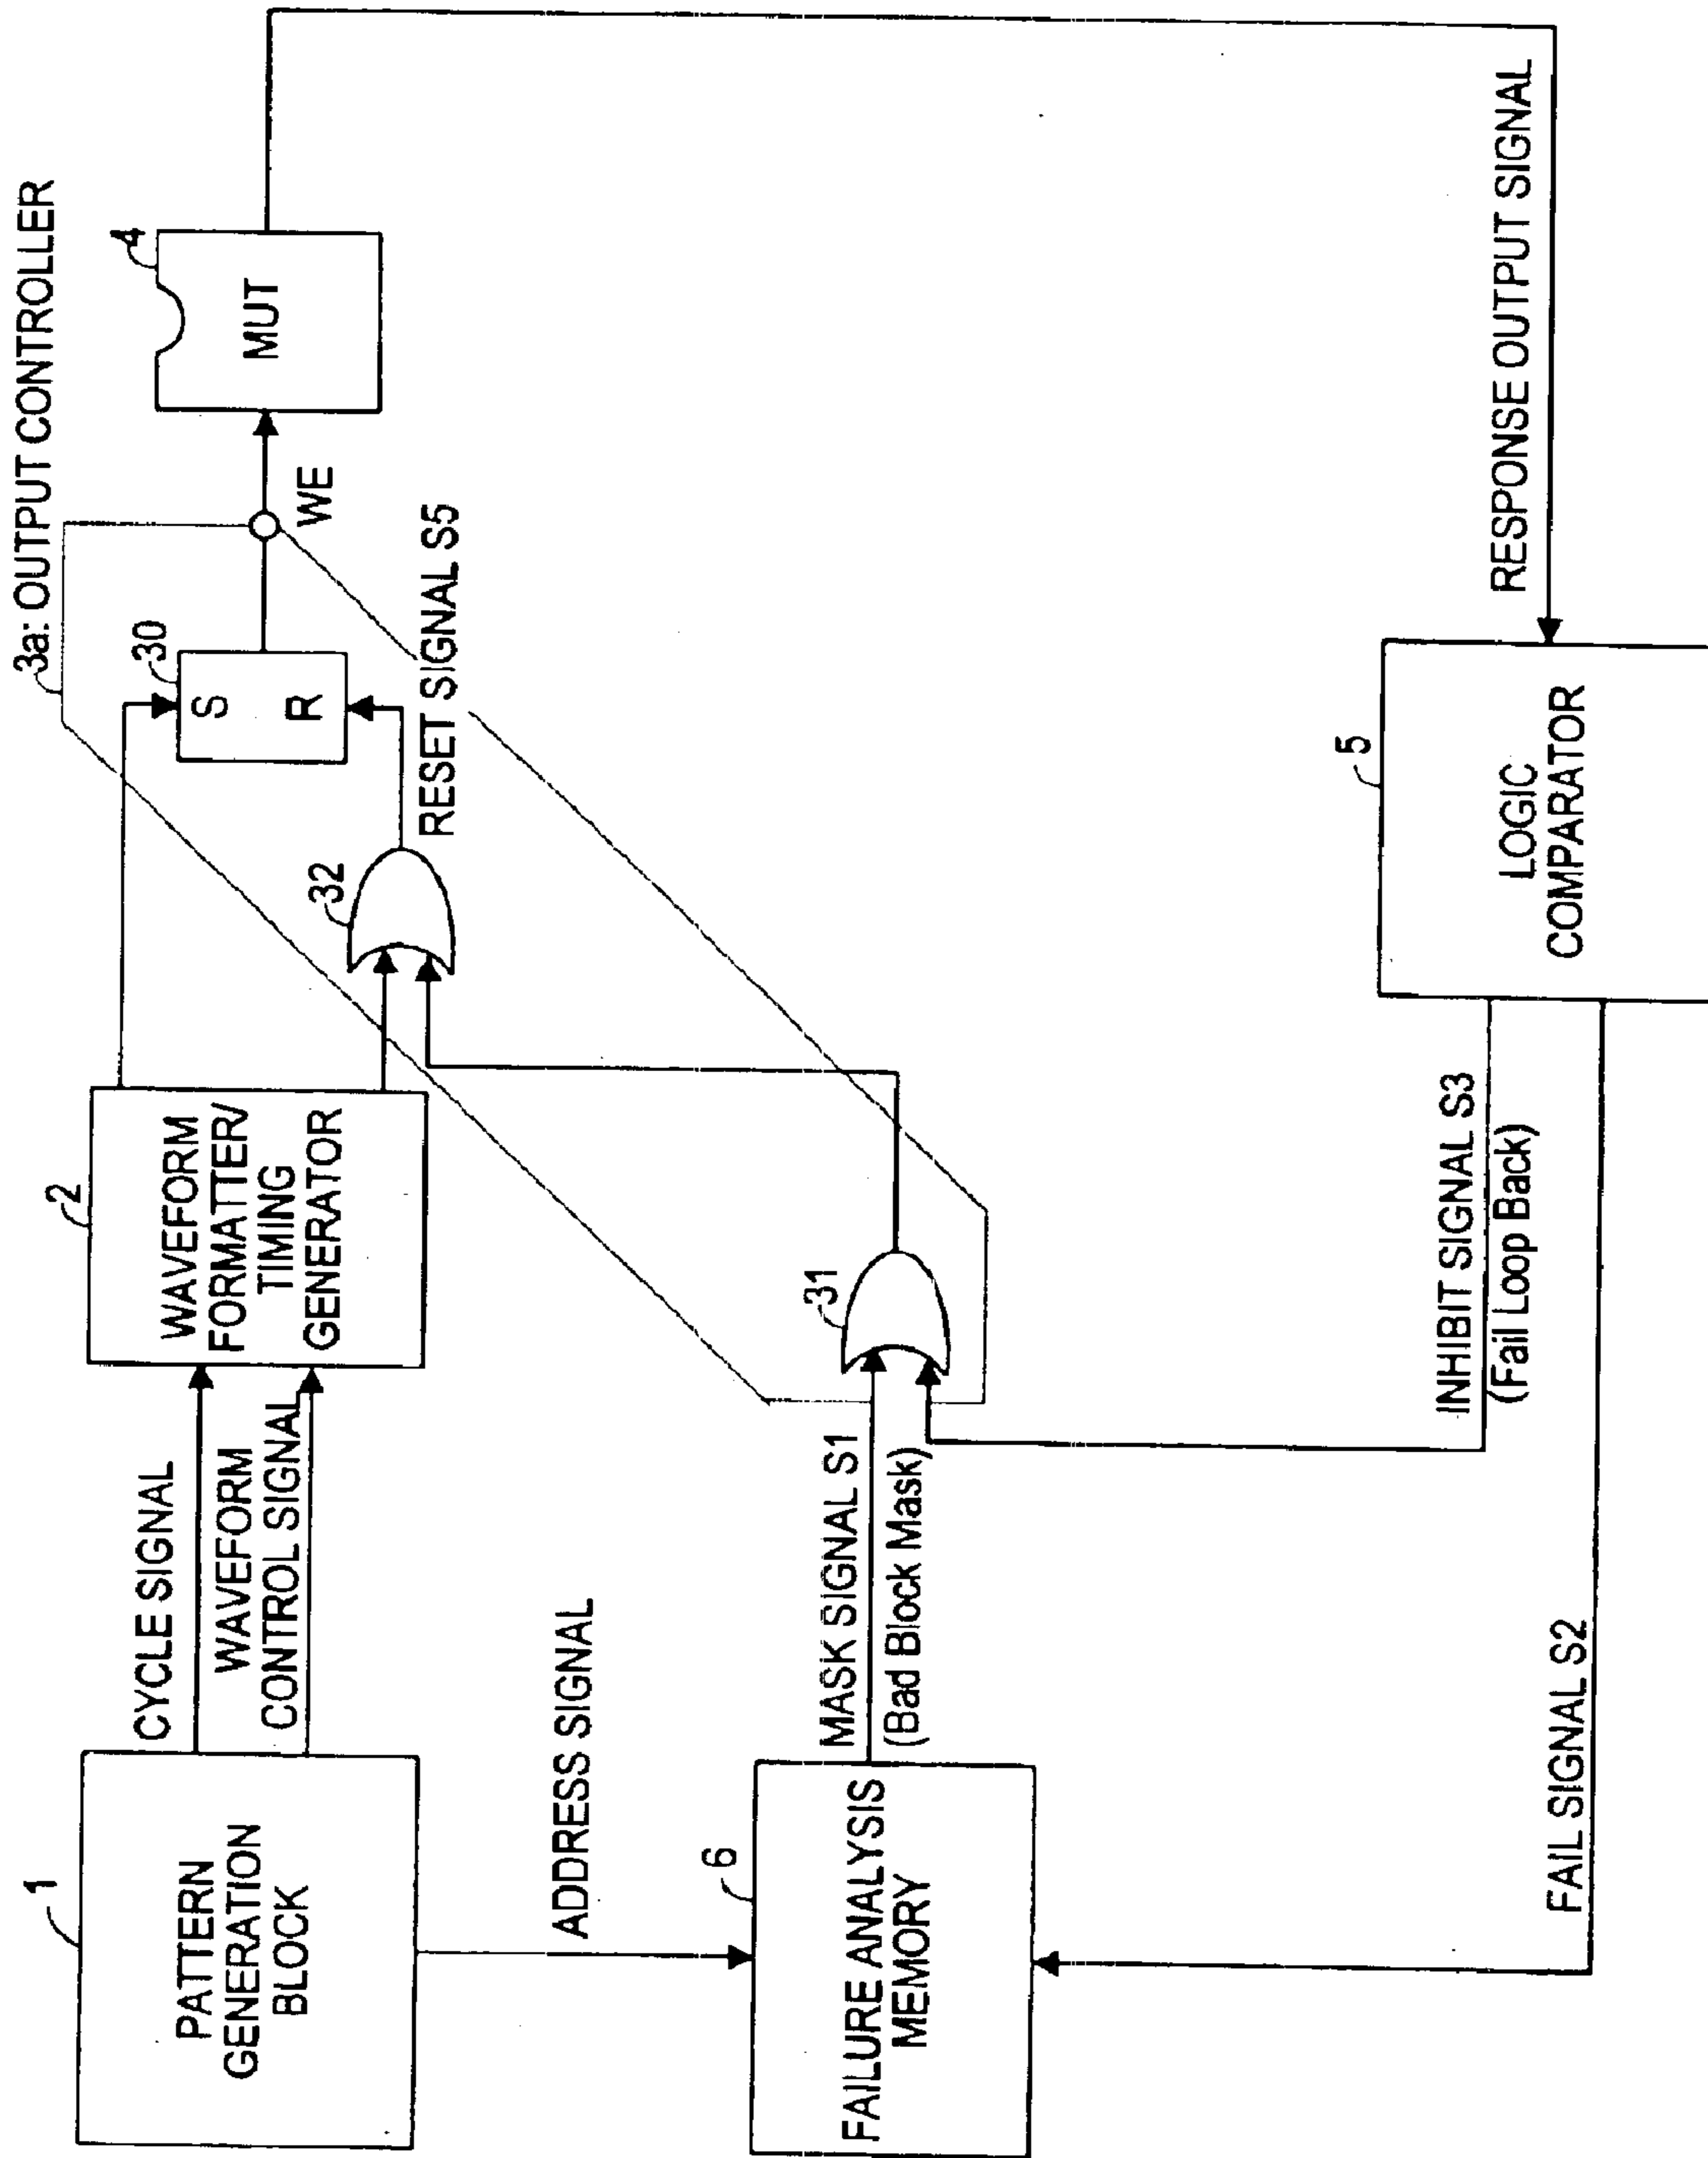 3a: OUTPUT CONTROLLER
1
PATTERN
GENERATION
BLOCK
CYCLE SIGNAL
WAVEFORM
CONTROL SIGNAL
2
WAVEFORM
FORMATTER/
TIMING
GENERATOR
30
S
R
WE
4
MUT
32
RESET SIGNAL S5
ADDRESS SIGNAL
6
FAILURE ANALYSIS
MEMORY
MASK SIGNAL S1
(Bad Block Mask)
31
INHIBIT SIGNAL S3
(Fail Loop Back)
5
LOGIC
COMPARATOR
RESPONSE OUTPUT SIGNAL
FAIL SIGNAL S2